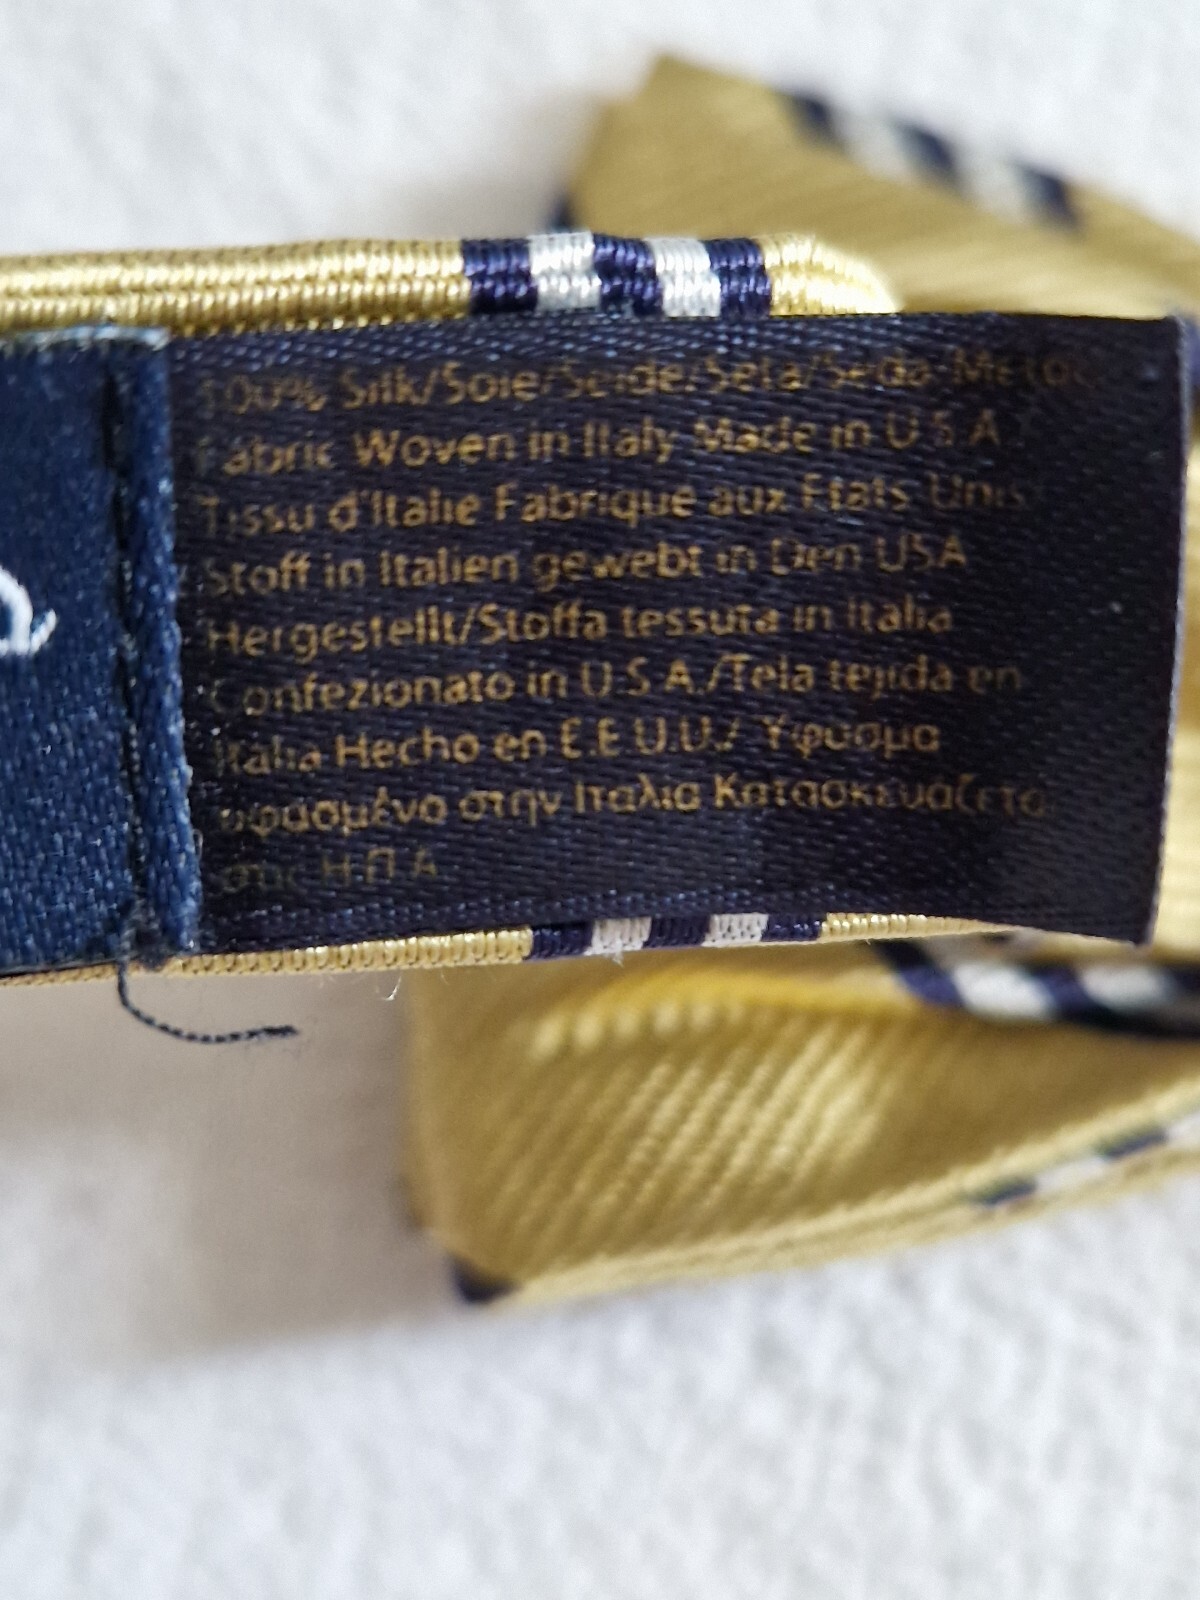 100% Silk/Soie/Seide/Seta/Seda
Fabric Woven in Italy Made in U.S.A.
Tissu d'Italie Fabriqué aux Etats Unis
Stoff in Italien gewebt in Den USA
Hergestellt/Stoffa tessuta in Italia
Confezionato in U.S.A./Tela tejida en
Italia Hecho en E.E.U.U./ Υφασμα
υφασμένο στην Ιταλια Κατασκευάζεται
στις Η.Π.Α